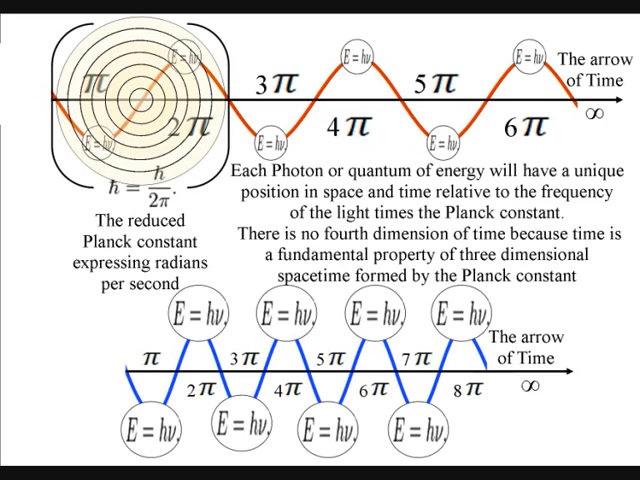 E = hν
E = hν
E = hν
The arrow
of Time
π
3π
5π
∞
2π
4π
6π
E = hν
E = hν
E = hν
ħ = h
2π.
Each Photon or quantum of energy will have a unique
position in space and time relative to the frequency
of the light times the Planck constant.
There is no fourth dimension of time because time is
a fundamental property of three dimensional
spacetime formed by the Planck constant
The reduced
Planck constant
expressing radians
per second
E = hν,
E = hν,
E = hν,
E = hν,
The arrow
of Time
π
3π
5π
7π
2π
4π
6π
8π
∞
E = hν,
E = hν,
E = hν,
E = hν,